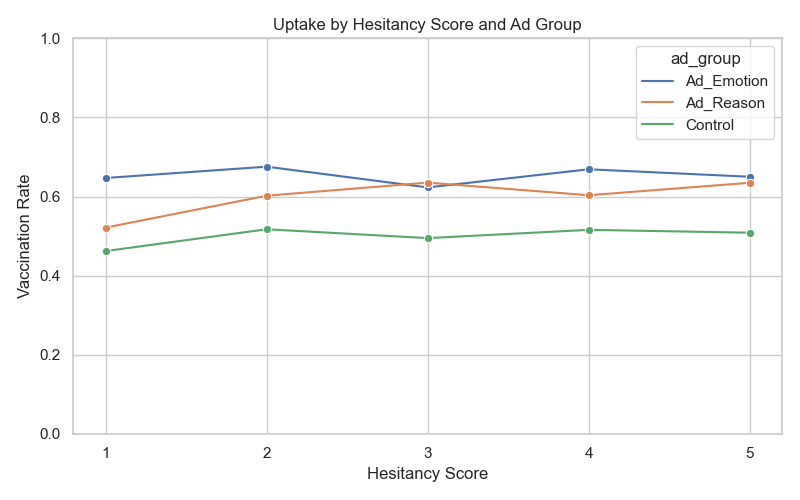 Uptake by Hesitancy Score and Ad Group
1.0
0.8
0.6
0.4
0.2
0.0
Vaccination Rate
ad_group
Ad_Emotion
Ad_Reason
Control
1 2 3 4 5
Hesitancy Score